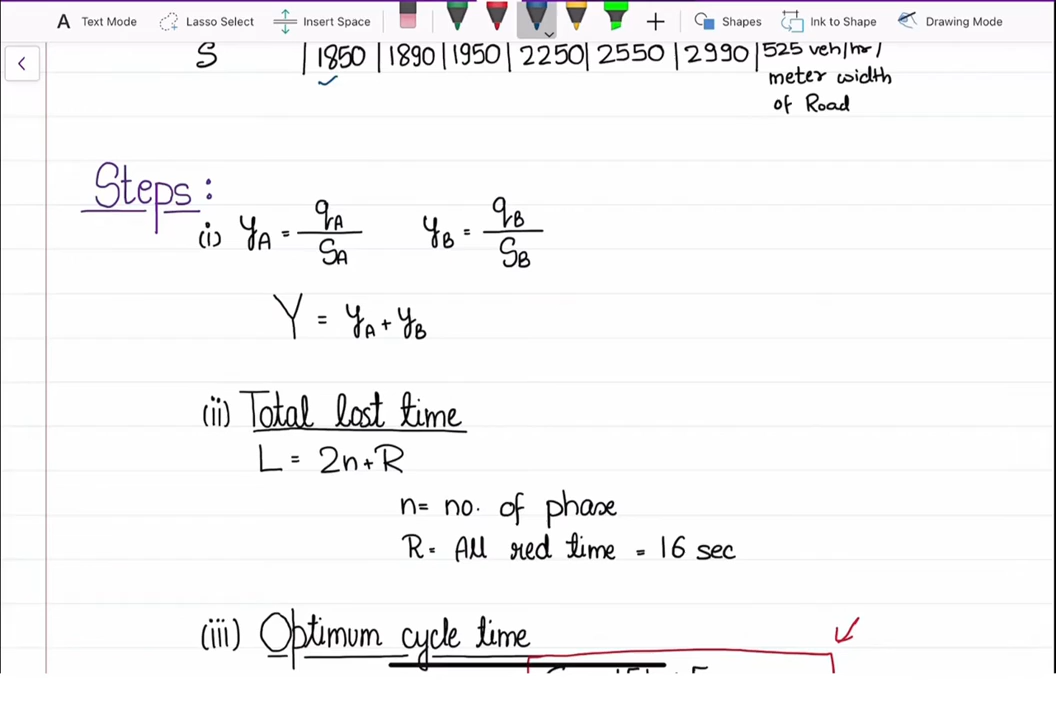 A Text Mode Lasso Select Insert Space Shapes Ink to Shape Drawing Mode
S | 1850 | 1890 | 1950 | 2250 | 2550 | 2990 | 525 veh/hr/
meter width
of Road
Steps:
(i) yA = qA/SA yB = qB/SB
Y = yA + yB
(ii) Total lost time
L = 2n+R
n= no. of phase
R= All red time = 16 sec
(iii) Optimum cycle time